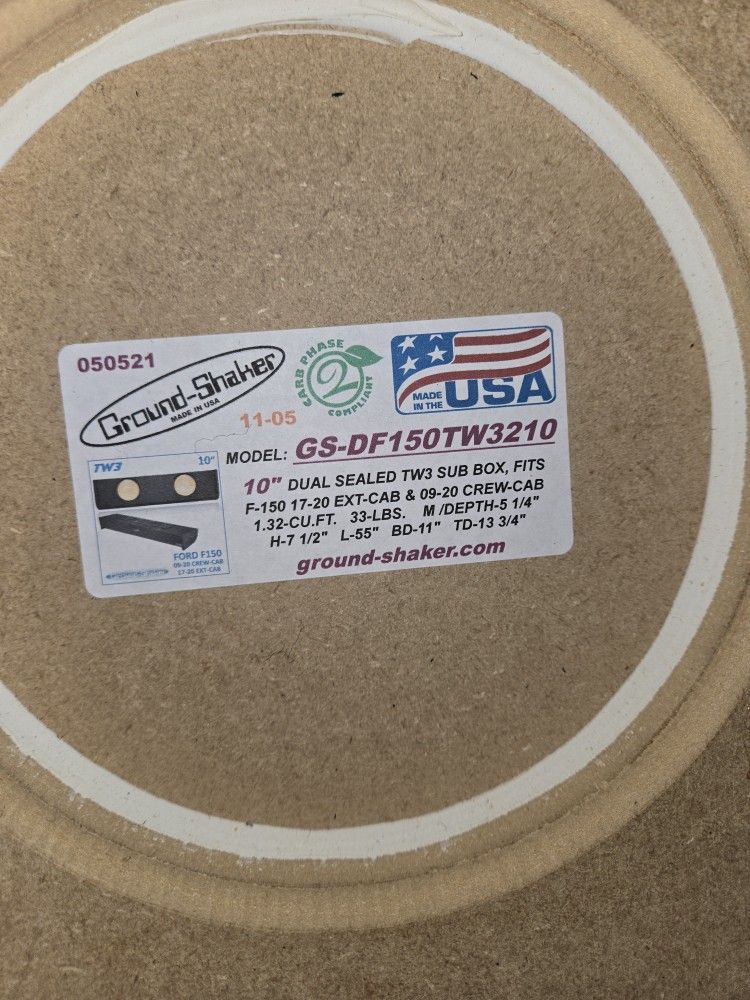 050521
Ground-Shaker
MADE IN USA
11-05
CARB PHASE
2
COMPLIANT
MADE
IN THE USA
TW3 10"
FORD F150
09-20 CREW-CAB
17-20 EXT-CAB
MODEL: GS-DF150TW3210
10" DUAL SEALED TW3 SUB BOX, FITS
F-150 17-20 EXT-CAB & 09-20 CREW-CAB
1.32-CU.FT. 33-LBS. M /DEPTH-5 1/4"
H-7 1/2" L-55" BD-11" TD-13 3/4"
ground-shaker.com